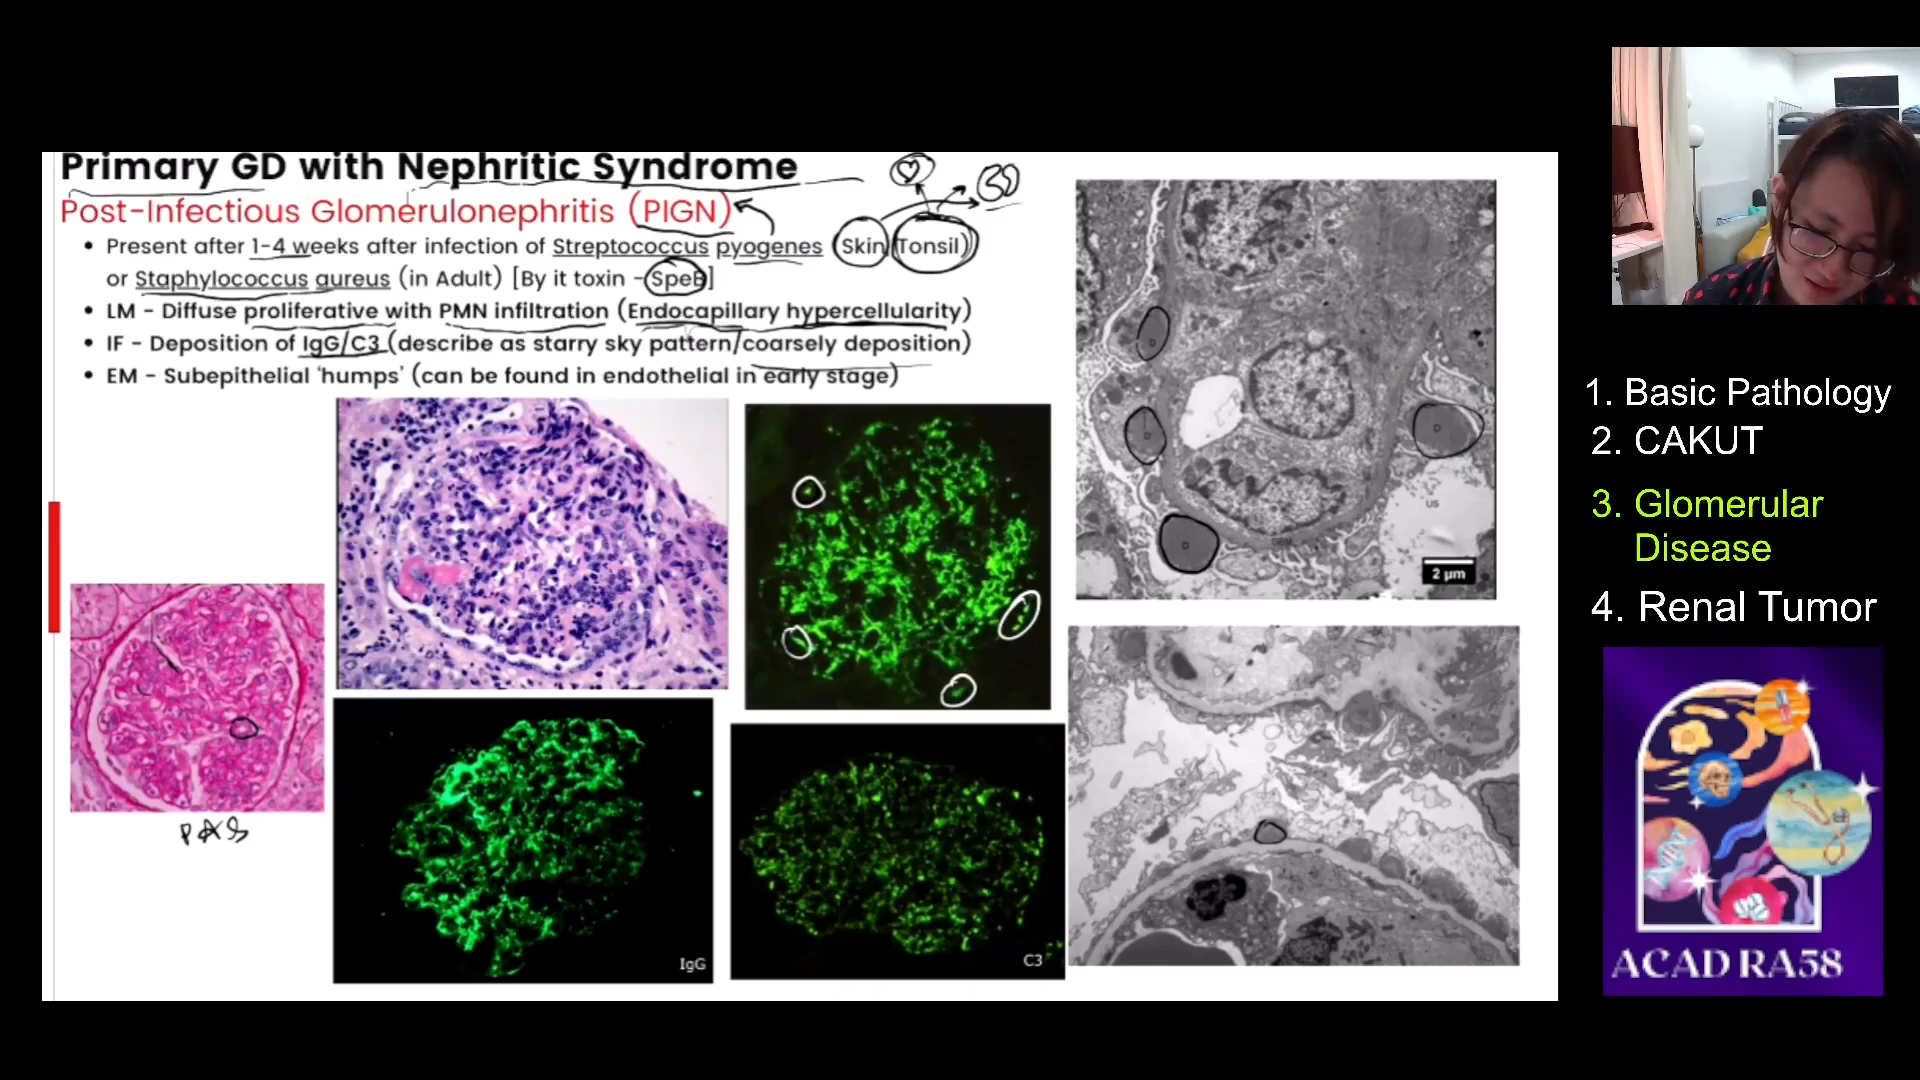 Primary GD with Nephritic Syndrome
Post-Infectious Glomerulonephritis (PIGN)
• Present after 1-4 weeks after infection of Streptococcus pyogenes (Skin/Tonsil)
or Staphylococcus aureus (in Adult) [By it toxin - SpeB]
• LM - Diffuse proliferative with PMN infiltration (Endocapillary hypercellularity)
• IF - Deposition of IgG/C3 (describe as starry sky pattern/coarsely deposition)
• EM - Subepithelial 'humps' (can be found in endothelial in early stage)
D
D
D
D
US
GBM
2 µm
PAS
IgG
C3
1. Basic Pathology
2. CAKUT
3. Glomerular
Disease
4. Renal Tumor
ACAD RA58